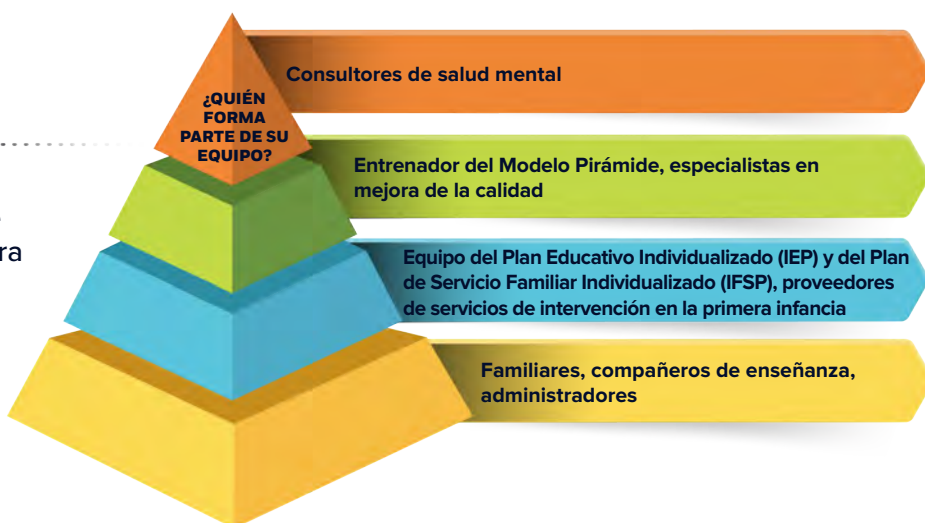 ¿QUIÉN
FORMA
PARTE DE SU
EQUIPO?
Consultores de salud mental
Entrenador del Modelo Pirámide, especialistas en
mejora de la calidad
ra
Equipo del Plan Educativo Individualizado (IEP) y del Plan
de Servicio Familiar Individualizado (IFSP), proveedores
de servicios de intervención en la primera infancia
Familiares, compañeros de enseñanza,
administradores